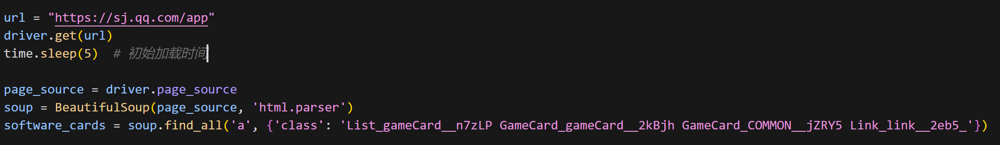 url = "https://sj.qq.com/app"
driver.get(url)
time.sleep(5)  # 初始加载时间
page_source = driver.page_source
soup = BeautifulSoup(page_source, 'html.parser')
software_cards = soup.find_all('a', {'class': 'List_gameCard__n7zLP GameCard_gameCard__2kBjh GameCard_COMMON__jZRY5 Link_link__2eb5_'})